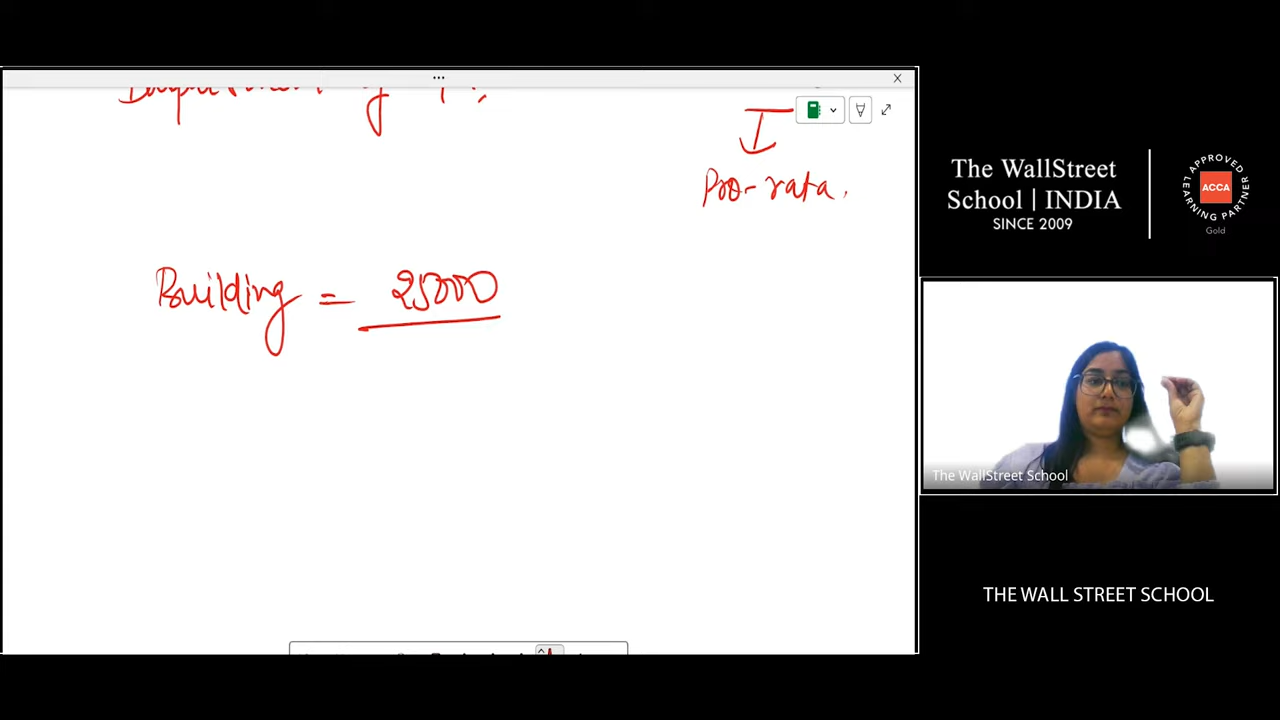 Pro-rata.
Building = 25000
The WallStreet
School | INDIA
SINCE 2009
APPROVED
ACCA
LEARNING PARTNER
Gold
The WallStreet School
THE WALL STREET SCHOOL